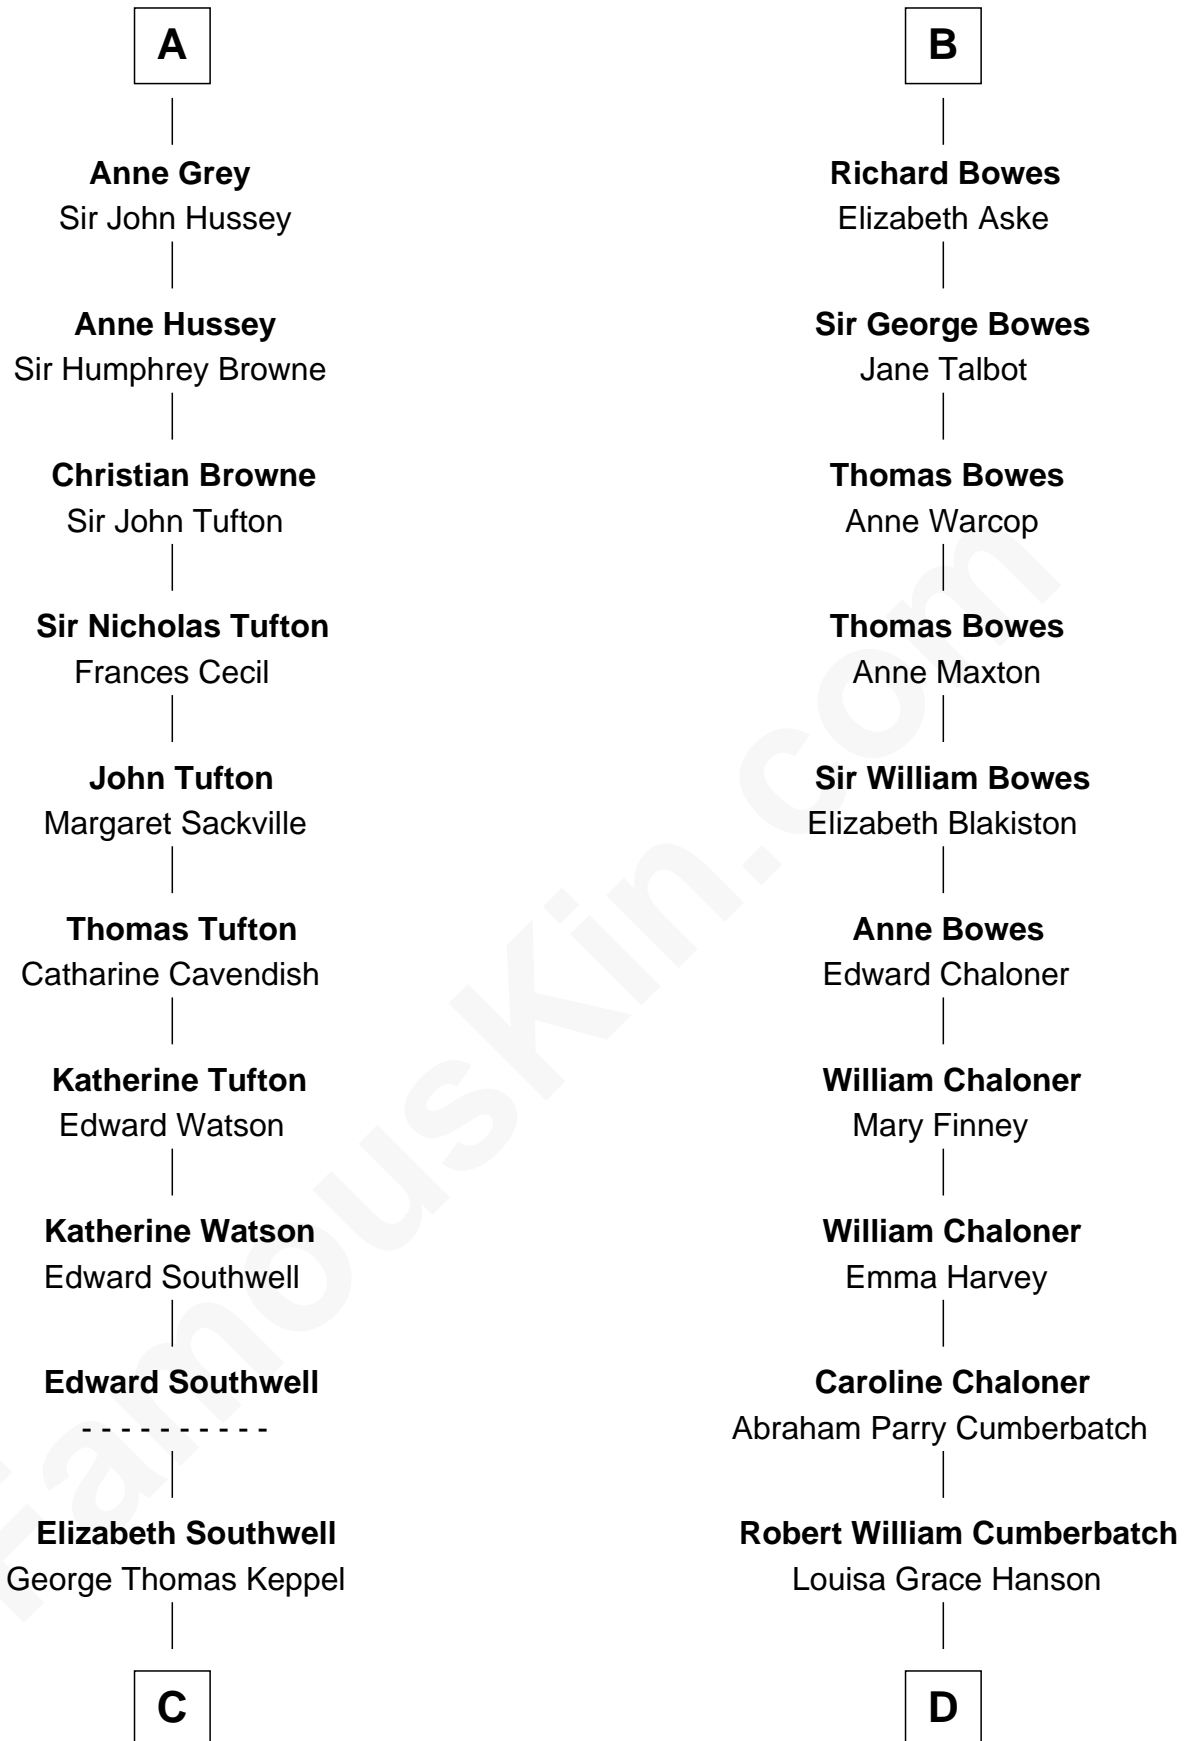 A
Anne Grey
Sir John Hussey
Anne Hussey
Sir Humphrey Browne
Christian Browne
Sir John Tufton
Sir Nicholas Tufton
Frances Cecil
John Tufton
Margaret Sackville
Thomas Tufton
Catharine Cavendish
Katherine Tufton
Edward Watson
Katherine Watson
Edward Southwell
Edward Southwell
- - - - - - - - - -
Elizabeth Southwell
George Thomas Keppel
C
B
Richard Bowes
Elizabeth Aske
Sir George Bowes
Jane Talbot
Thomas Bowes
Anne Warcop
Thomas Bowes
Anne Maxton
Sir William Bowes
Elizabeth Blakiston
Anne Bowes
Edward Chaloner
William Chaloner
Mary Finney
William Chaloner
Emma Harvey
Caroline Chaloner
Abraham Parry Cumberbatch
Robert William Cumberbatch
Louisa Grace Hanson
D
FamousKin.com